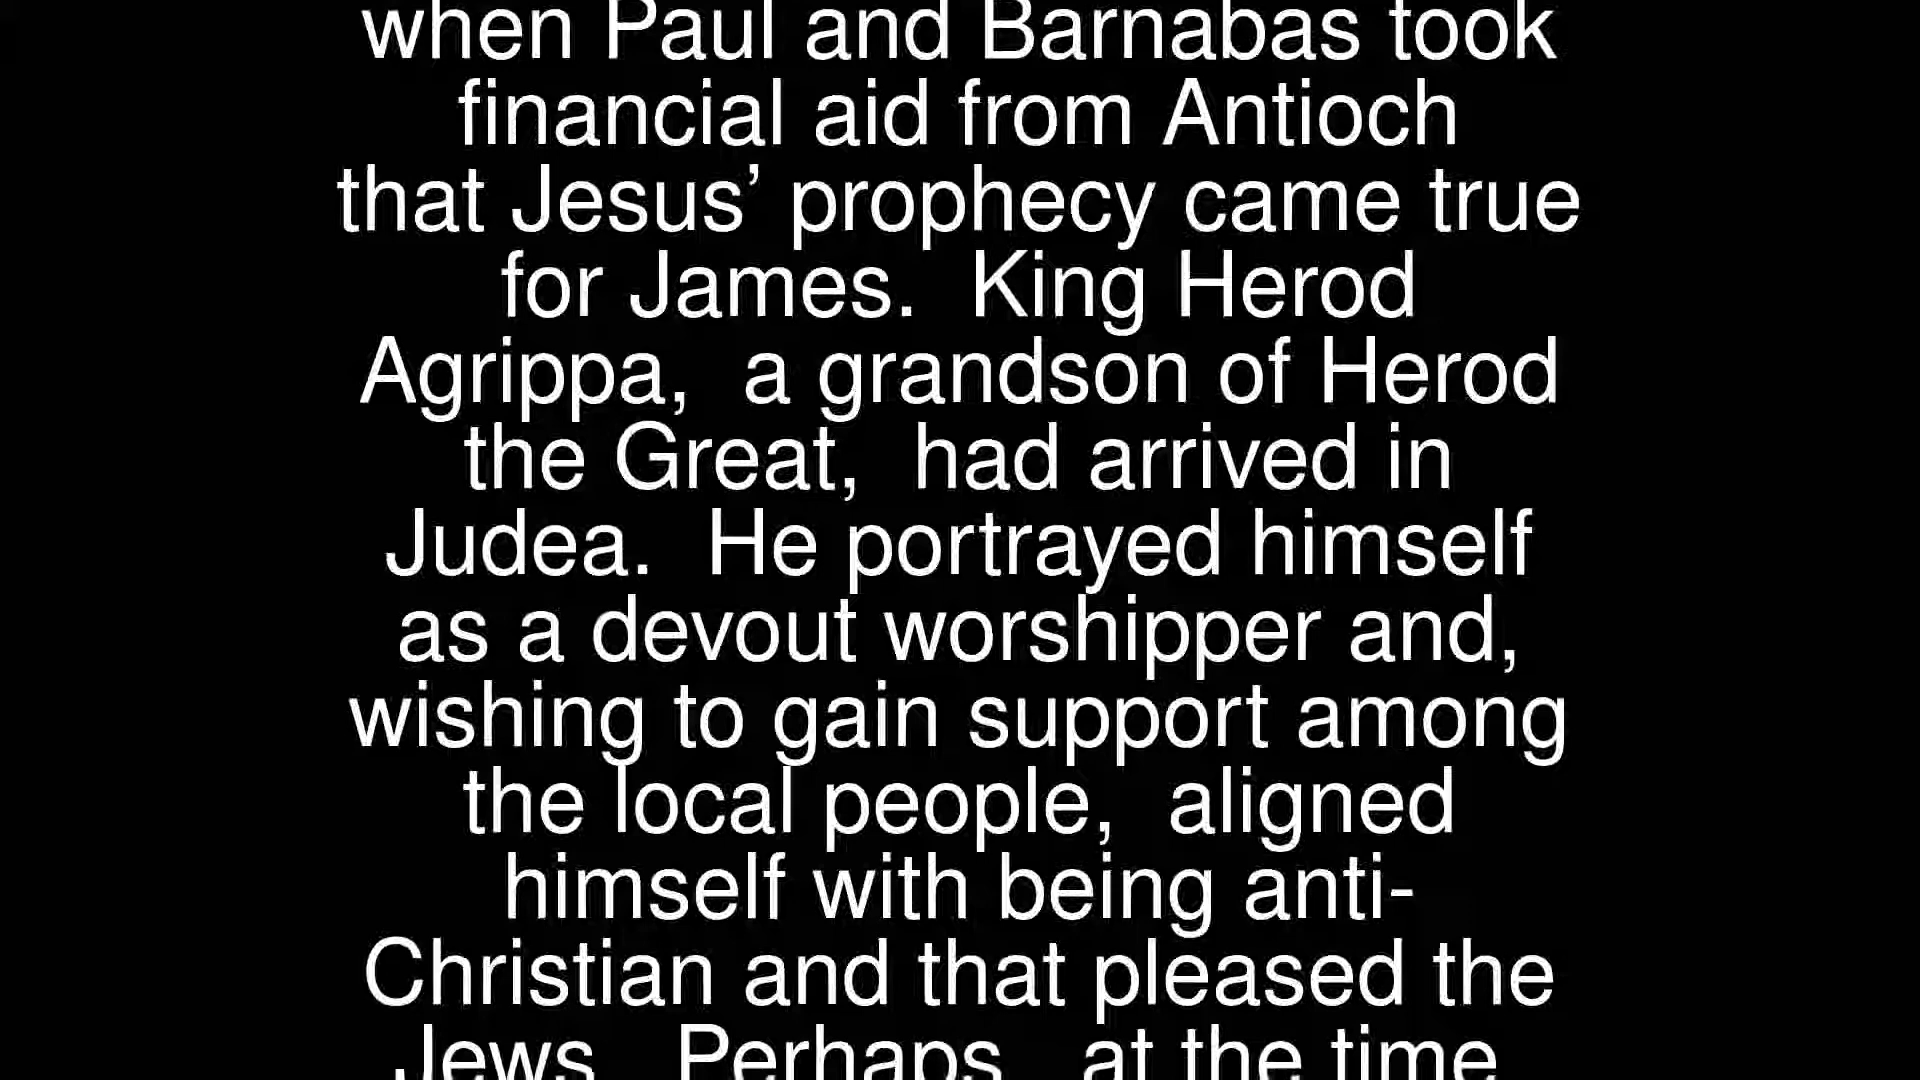 when Paul and Barnabas took
financial aid from Antioch
that Jesus’ prophecy came true
for James.  King Herod
Agrippa,  a grandson of Herod
the Great,  had arrived in
Judea.  He portrayed himself
as a devout worshipper and,
wishing to gain support among
the local people,  aligned
himself with being anti-
Christian and that pleased the
Jews.  Perhaps,  at the time